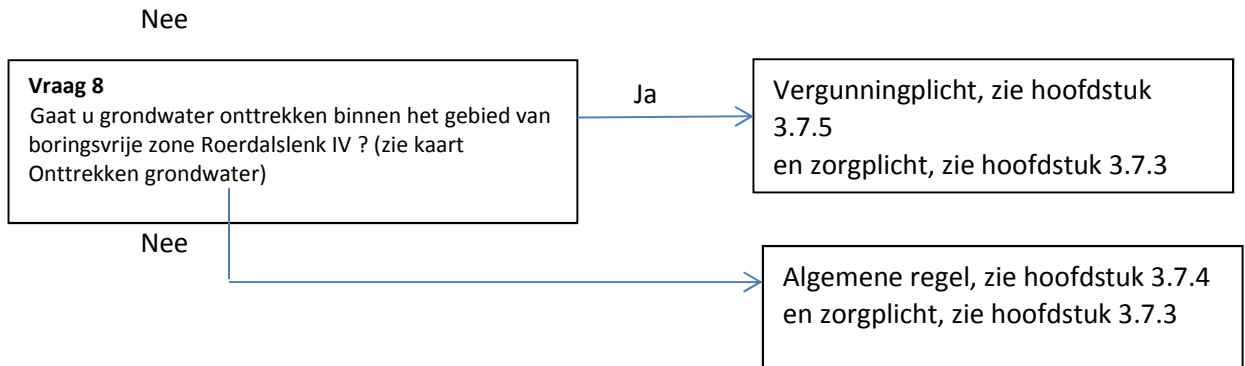 Nee
Vraag 8
Gaat u grondwater onttrekken binnen het gebied van
boringsvrije zone Roerdalslenk IV ? (zie kaart
Onttrekken grondwater)
Ja
Vergunningplicht, zie hoofdstuk
3.7.5
en zorgplicht, zie hoofdstuk 3.7.3
Nee
Algemene regel, zie hoofdstuk 3.7.4
en zorgplicht, zie hoofdstuk 3.7.3